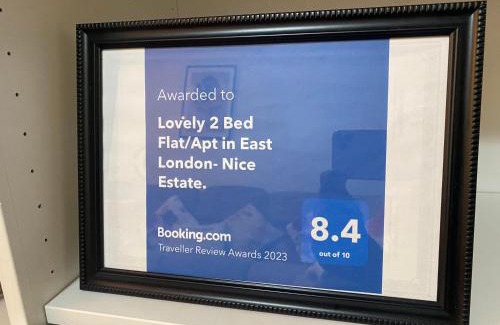 Awarded to
Lovely 2 Bed
Flat/Apt in East
London- Nice
Estate.
Booking.com
Traveller Review Awards 2023
8.4
out of 10